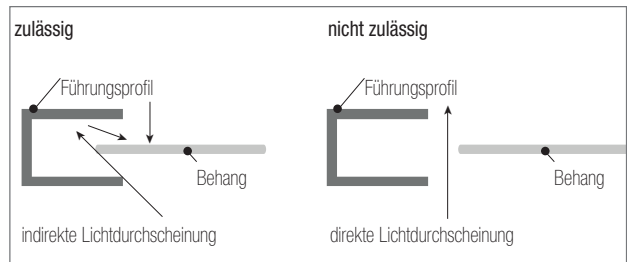 zulässig
Führungsprofil
Behang
indirekte Lichtdurchscheinung
nicht zulässig
Führungsprofil
Behang
direkte Lichtdurchscheinung